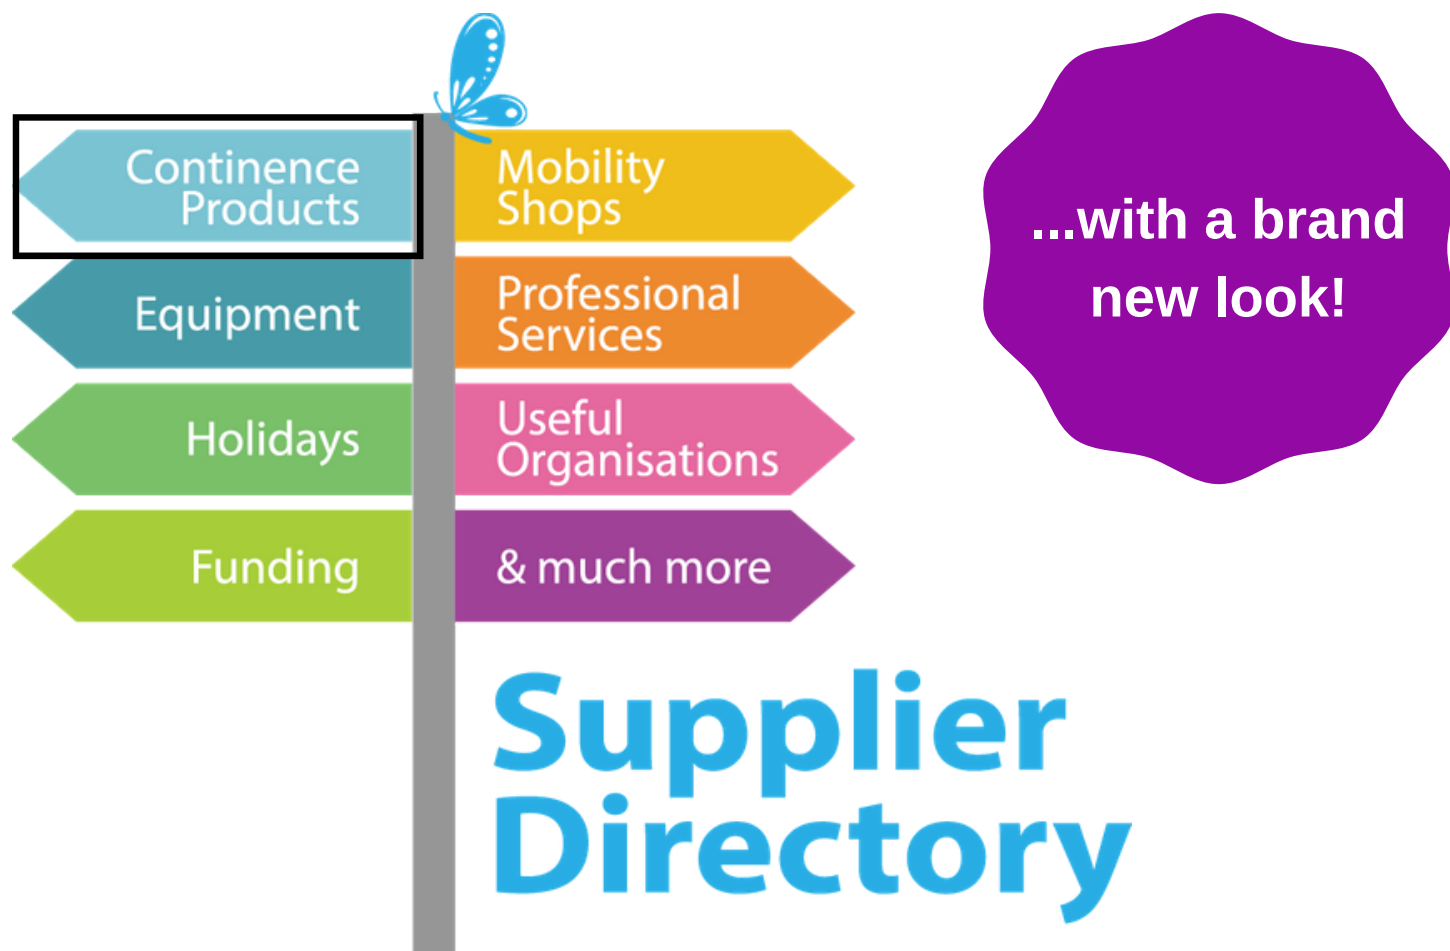 Continence
Products
Equipment
Holidays
Funding
Mobility
Shops
Professional
Services
Useful
Organisations
& much more
...with a brand
new look!
Supplier
Directory